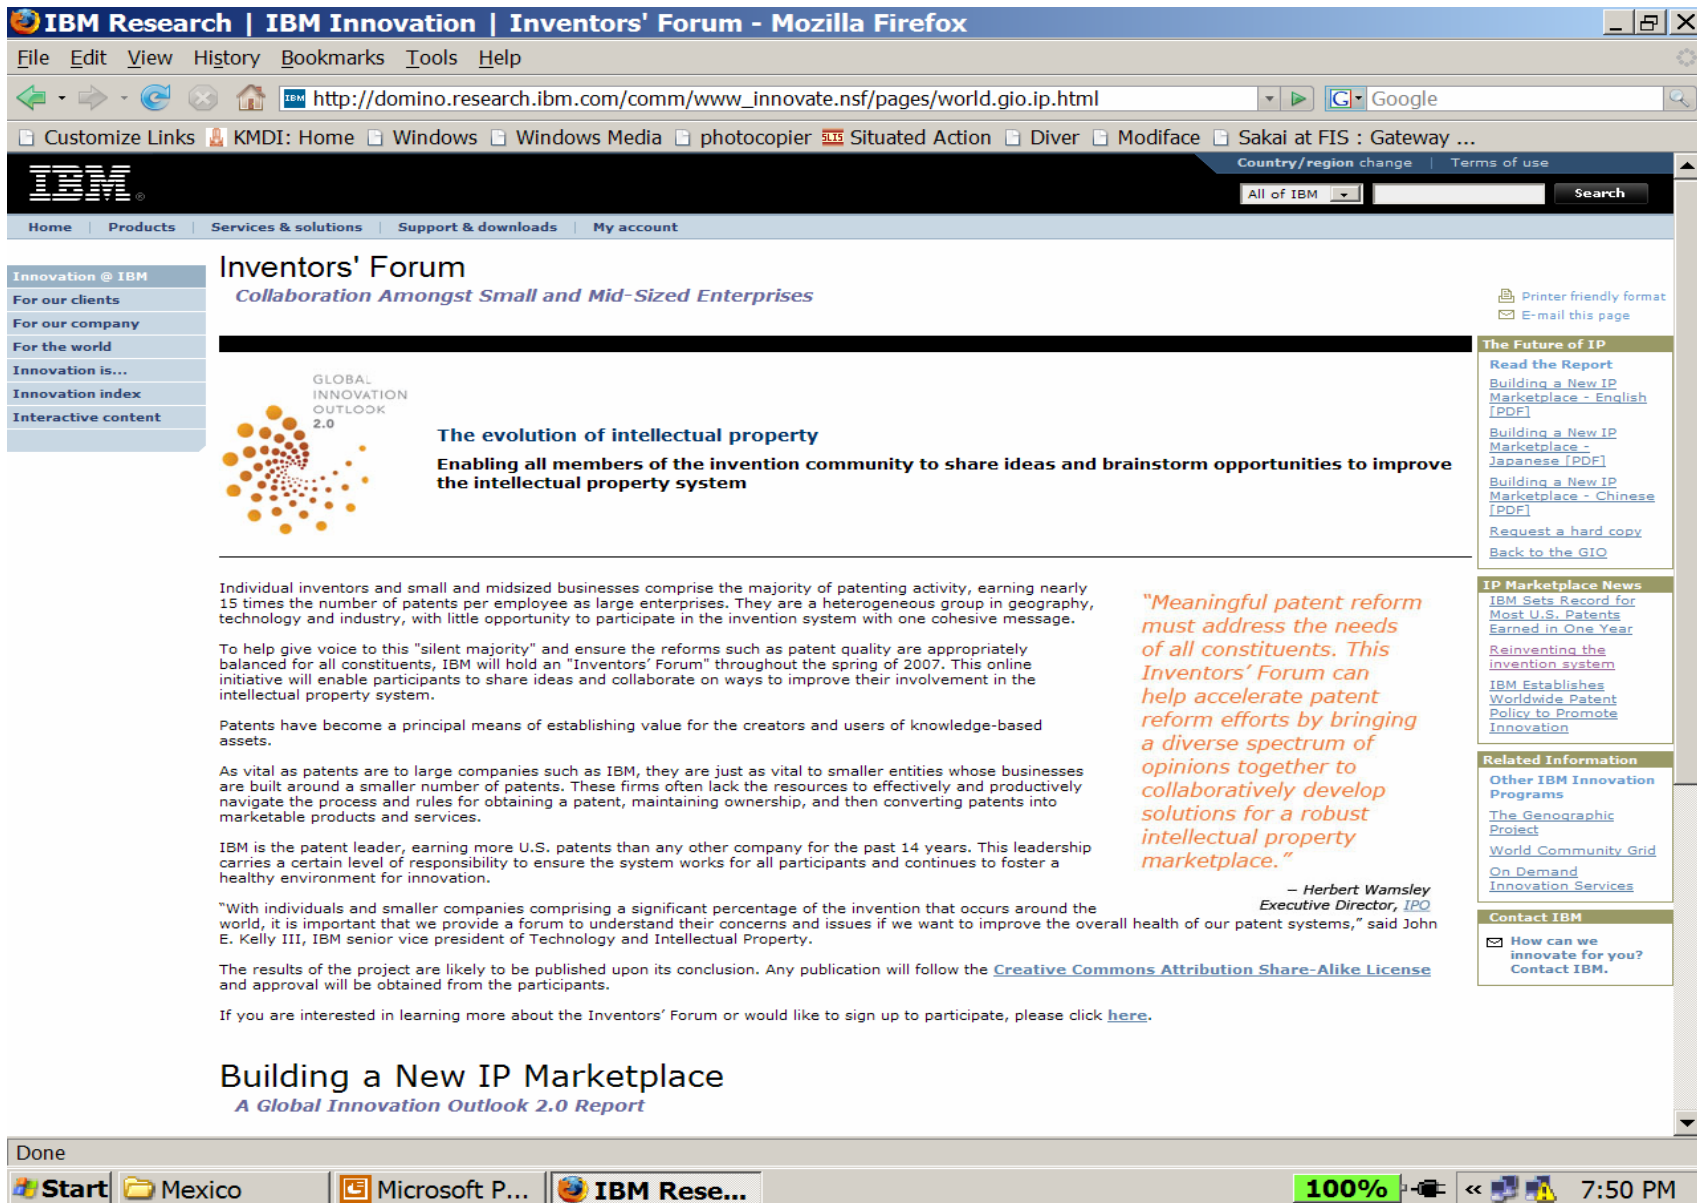 IBM Research | IBM Innovation | Inventors' Forum - Mozilla Firefox
File Edit View History Bookmarks Tools Help
IBM http://domino.research.ibm.com/comm/www_innovate.nsf/pages/world.gio.ip.html G Google
Customize Links KMDI: Home Windows Windows Media photocopier SLIS Situated Action Diver Modiface Sakai at FIS : Gateway ...
Country/region change | Terms of use
IBM®
All of IBM Search
Home | Products | Services & solutions | Support & downloads | My account
Innovation @ IBM
For our clients
For our company
For the world
Innovation is...
Innovation index
Interactive content
Inventors' Forum
Collaboration Amongst Small and Mid-Sized Enterprises
Printer friendly format
E-mail this page
GLOBAL
INNOVATION
OUTLOOK
2.0
The evolution of intellectual property
Enabling all members of the invention community to share ideas and brainstorm opportunities to improve
the intellectual property system
Individual inventors and small and midsized businesses comprise the majority of patenting activity, earning nearly
15 times the number of patents per employee as large enterprises. They are a heterogeneous group in geography,
technology and industry, with little opportunity to participate in the invention system with one cohesive message.
To help give voice to this "silent majority" and ensure the reforms such as patent quality are appropriately
balanced for all constituents, IBM will hold an "Inventors' Forum" throughout the spring of 2007. This online
initiative will enable participants to share ideas and collaborate on ways to improve their involvement in the
intellectual property system.
Patents have become a principal means of establishing value for the creators and users of knowledge-based
assets.
As vital as patents are to large companies such as IBM, they are just as vital to smaller entities whose businesses
are built around a smaller number of patents. These firms often lack the resources to effectively and productively
navigate the process and rules for obtaining a patent, maintaining ownership, and then converting patents into
marketable products and services.
IBM is the patent leader, earning more U.S. patents than any other company for the past 14 years. This leadership
carries a certain level of responsibility to ensure the system works for all participants and continues to foster a
healthy environment for innovation.
"With individuals and smaller companies comprising a significant percentage of the invention that occurs around the
world, it is important that we provide a forum to understand their concerns and issues if we want to improve the overall health of our patent systems," said John
E. Kelly III, IBM senior vice president of Technology and Intellectual Property.
The results of the project are likely to be published upon its conclusion. Any publication will follow the Creative Commons Attribution Share-Alike License
and approval will be obtained from the participants.
If you are interested in learning more about the Inventors' Forum or would like to sign up to participate, please click here.
"Meaningful patent reform
must address the needs
of all constituents. This
Inventors' Forum can
help accelerate patent
reform efforts by bringing
a diverse spectrum of
opinions together to
collaboratively develop
solutions for a robust
intellectual property
marketplace."
– Herbert Wamsley
Executive Director, IPO
Building a New IP Marketplace
A Global Innovation Outlook 2.0 Report
The Future of IP
Read the Report
Building a New IP
Marketplace - English
[PDF]
Building a New IP
Marketplace -
Japanese [PDF]
Building a New IP
Marketplace - Chinese
[PDF]
Request a hard copy
Back to the GIO
IP Marketplace News
IBM Sets Record for
Most U.S. Patents
Earned in One Year
Reinventing the
invention system
IBM Establishes
Worldwide Patent
Policy to Promote
Innovation
Related Information
Other IBM Innovation
Programs
The Genographic
Project
World Community Grid
On Demand
Innovation Services
Contact IBM
How can we
innovate for you?
Contact IBM.
Done
Start Mexico Microsoft P... IBM Rese... 100% « 7:50 PM